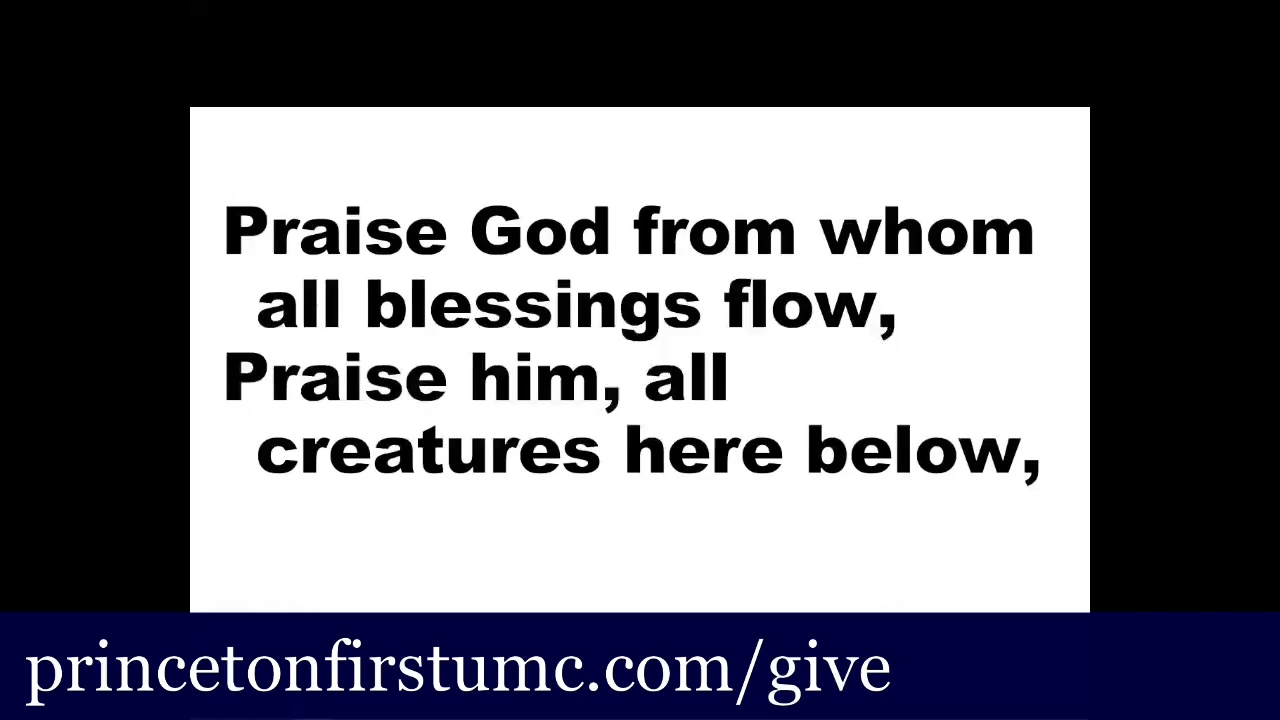 Praise God from whom
all blessings flow,
Praise him, all
creatures here below,
princetonfirstumc.com/give